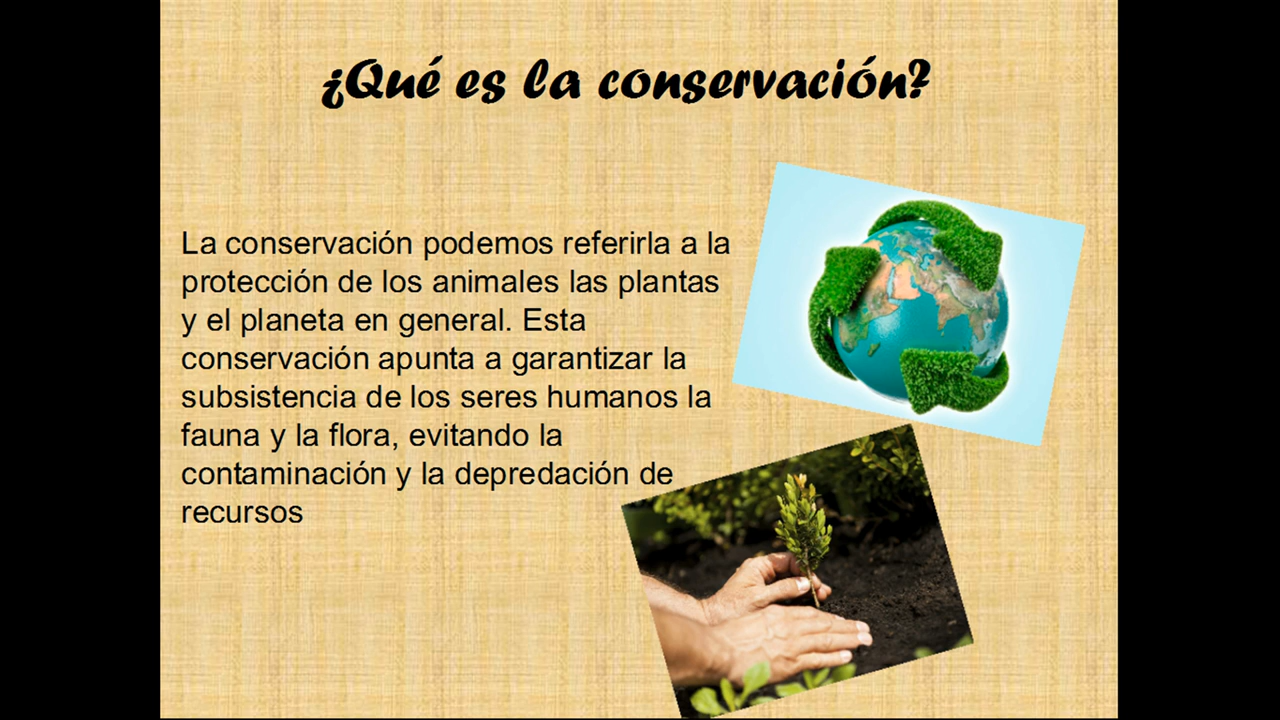 ¿Qué es la conservación?
La conservación podemos referirla a la
protección de los animales las plantas
y el planeta en general. Esta
conservación apunta a garantizar la
subsistencia de los seres humanos la
fauna y la flora, evitando la
contaminación y la depredación de
recursos